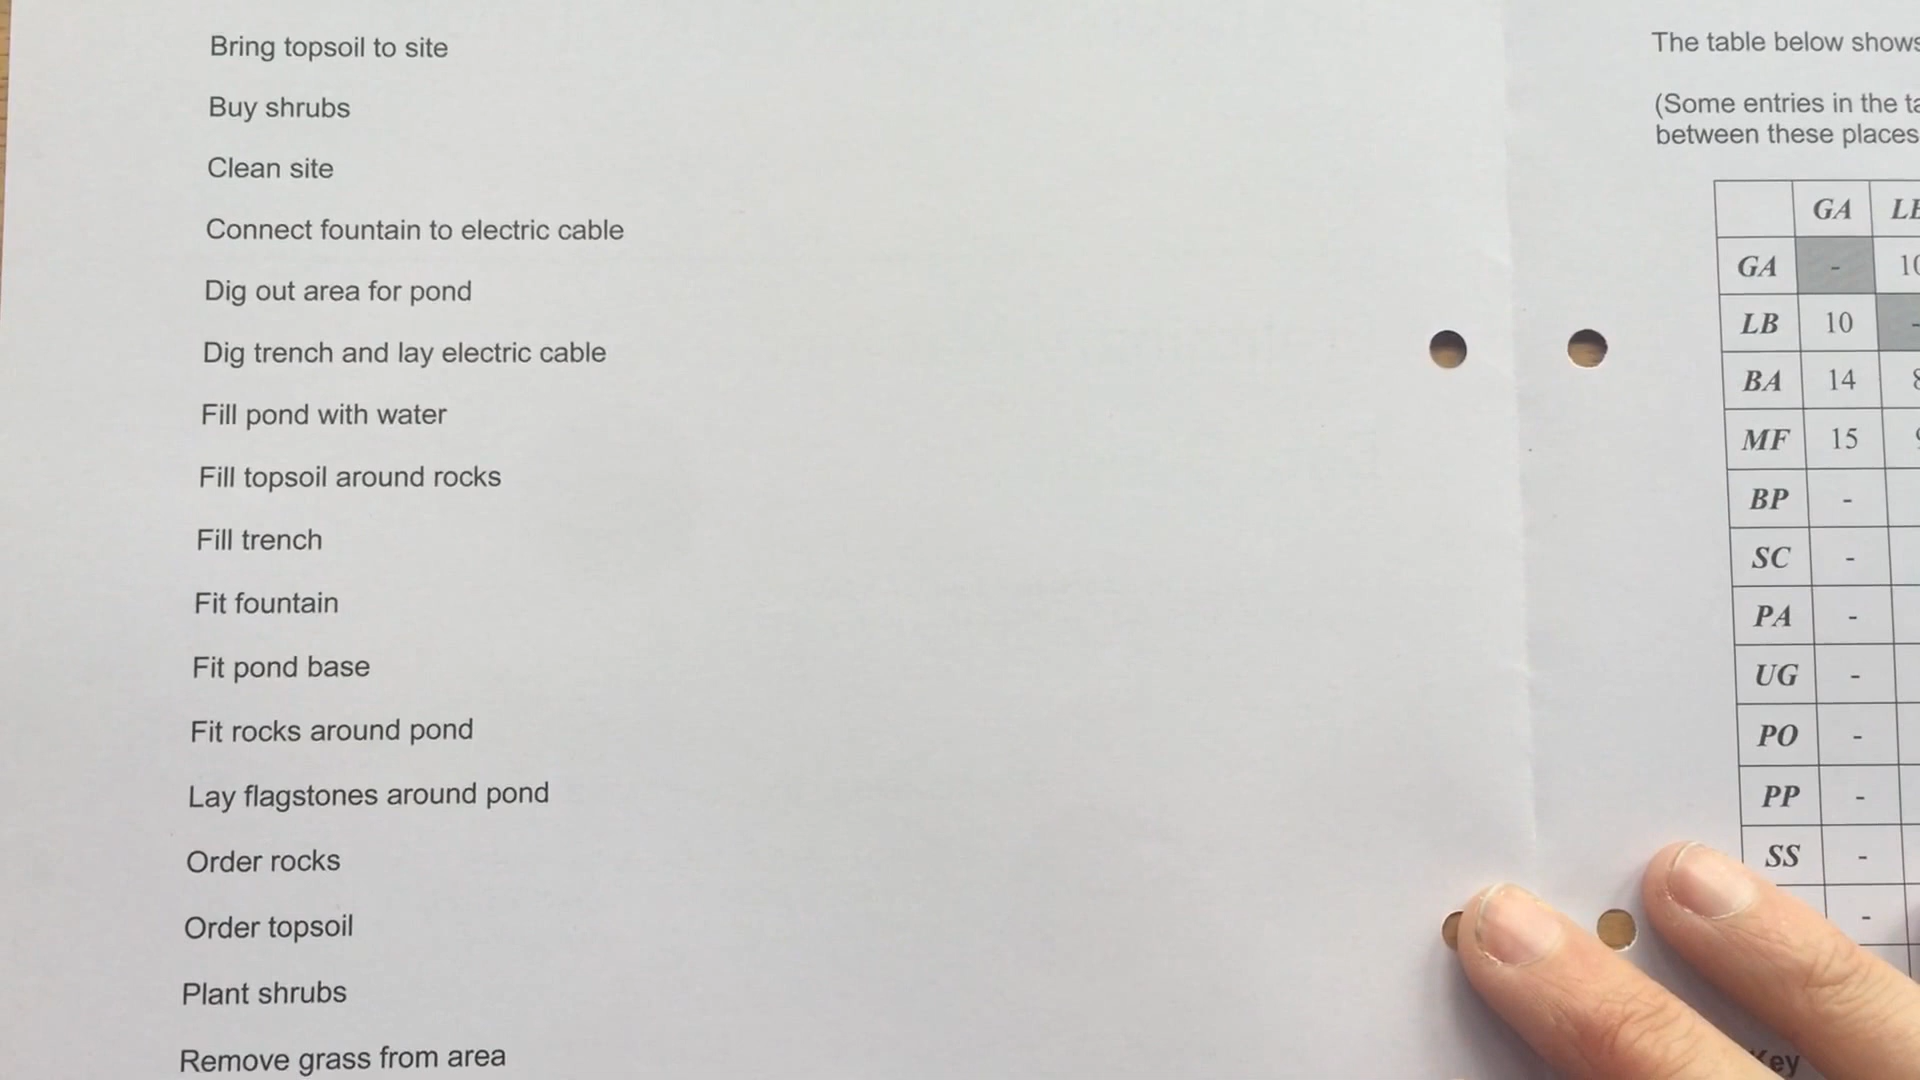 Bring topsoil to site
Buy shrubs
Clean site
Connect fountain to electric cable
Dig out area for pond
Dig trench and lay electric cable
Fill pond with water
Fill topsoil around rocks
Fill trench
Fit fountain
Fit pond base
Fit rocks around pond
Lay flagstones around pond
Order rocks
Order topsoil
Plant shrubs
Remove grass from area
The table below shows
(Some entries in the
between these places
GA
GA -
LB 10 -
BA 14
MF 15
BP -
SC -
PA -
UG -
PO -
PP -
SS -
-